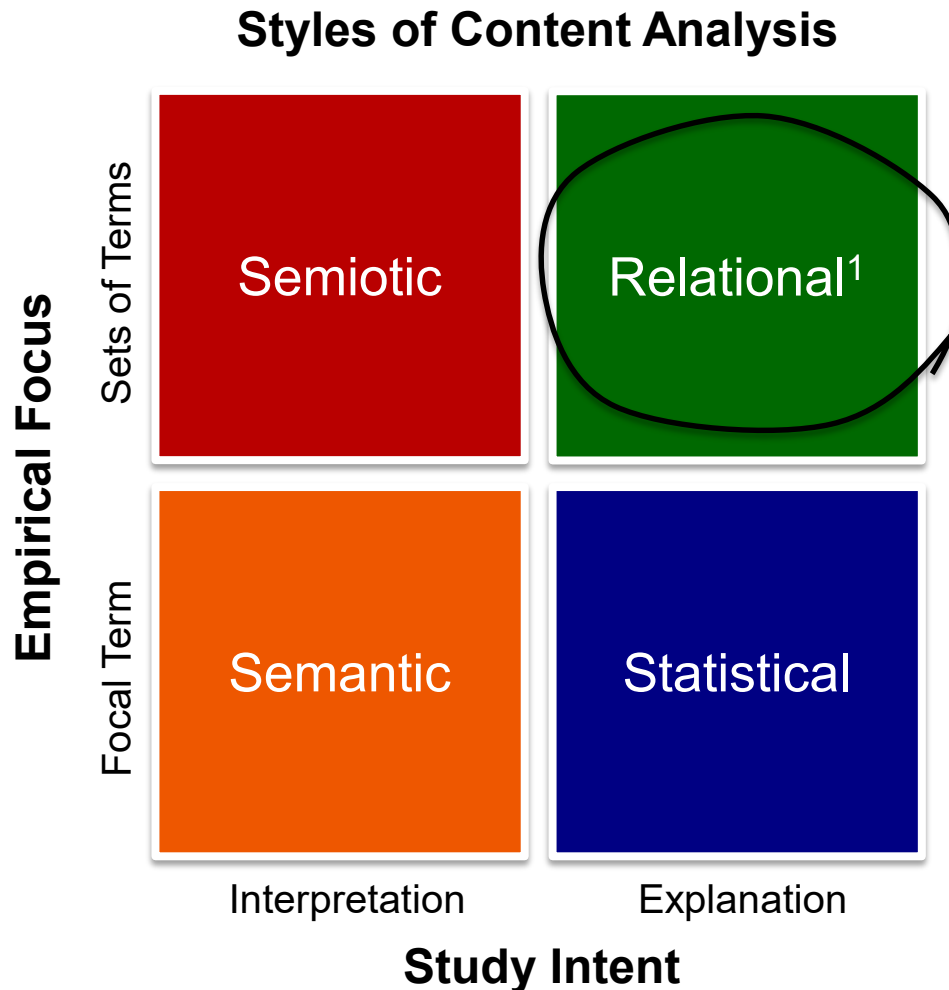 Styles of Content Analysis
Empirical Focus
Sets of Terms
Semiotic
Relational¹
Focal Term
Semantic
Statistical
Interpretation
Explanation
Study Intent